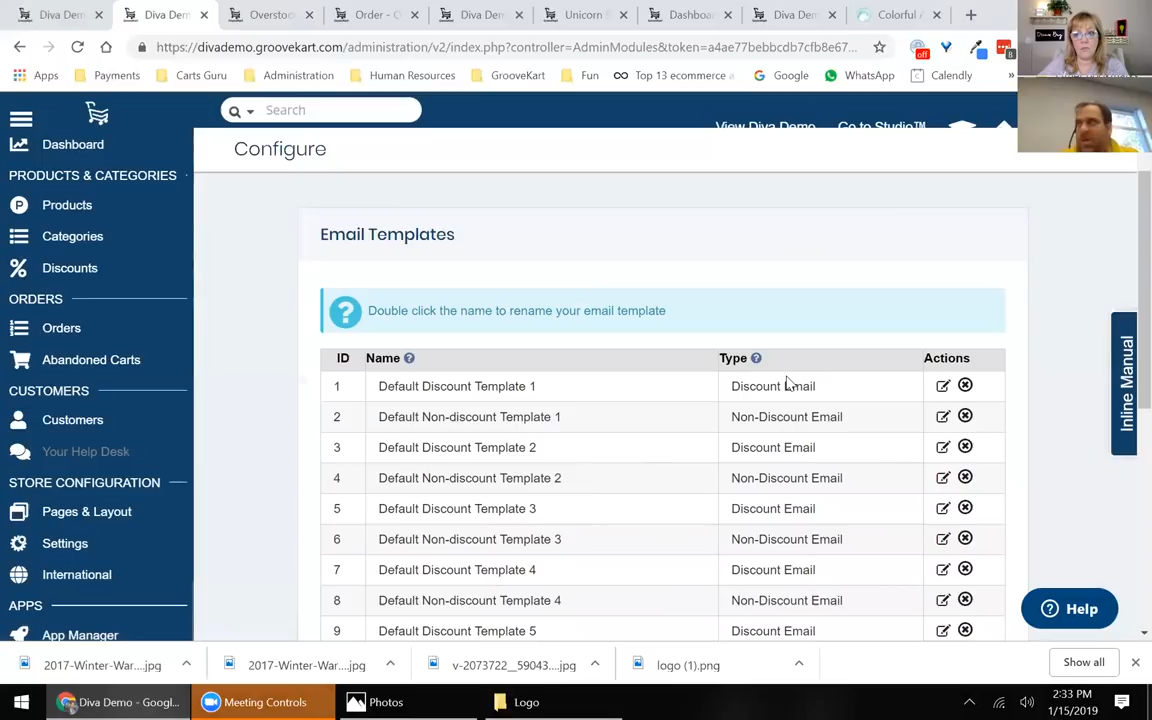 Diva Dem
Diva Dem
Overstoc
Order - C
Diva Dem
Unicorn
Dashboa
Diva Dem
Colorful
https://divademo.groovekart.com/administration/v2/index.php?controller=AdminModules&token=a4ae77bebbcdb7cfb8e67...
off
8
Apps
Payments
Carts Guru
Administration
Human Resources
GrooveKart
Fun
Top 13 ecommerce a
Google
WhatsApp
Calendly
»
Search
View Diva Demo
Go to Studio™
Configure
Dashboard
PRODUCTS & CATEGORIES
Products
Categories
Discounts
ORDERS
Orders
Abandoned Carts
CUSTOMERS
Customers
Your Help Desk
STORE CONFIGURATION
Pages & Layout
Settings
International
APPS
App Manager
Email Templates
Double click the name to rename your email template
ID Name Type Actions
1 Default Discount Template 1 Discount Email
2 Default Non-discount Template 1 Non-Discount Email
3 Default Discount Template 2 Discount Email
4 Default Non-discount Template 2 Non-Discount Email
5 Default Discount Template 3 Discount Email
6 Default Non-discount Template 3 Non-Discount Email
7 Default Discount Template 4 Discount Email
8 Default Non-discount Template 4 Non-Discount Email
9 Default Discount Template 5 Discount Email
Inline Manual
Help
2017-Winter-War....jpg
2017-Winter-War....jpg
v-2073722__59043....jpg
logo (1).png
Show all
Diva Demo - Googl...
Meeting Controls
Photos
Logo
2:33 PM
1/15/2019